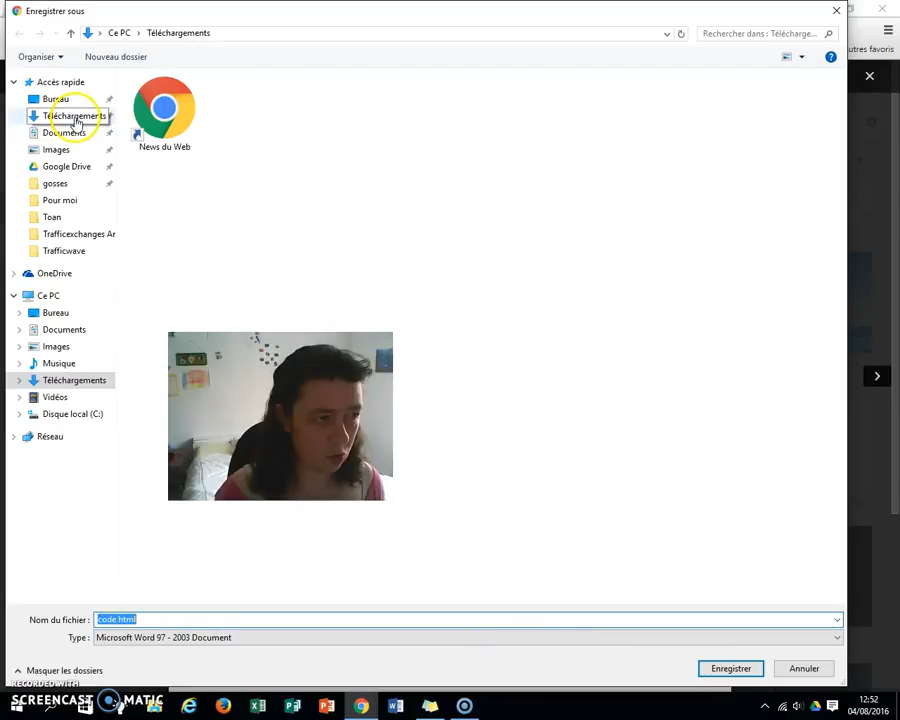 Enregistrer sous
Ce PC > Téléchargements
Rechercher dans : Télécharge...
Organiser
Nouveau dossier
utres favoris
Accès rapide
Bureau
Téléchargements
Documents
Images
Google Drive
gosses
Pour moi
Toan
Trafficexchanges Ar
Trafficwave
OneDrive
Ce PC
Bureau
Documents
Images
Musique
Téléchargements
Vidéos
Disque local (C:)
Réseau
News du Web
Nom du fichier : code html
Type : Microsoft Word 97 - 2003 Document
Masquer les dossiers
Enregistrer
Annuler
RECORDED WITH
SCREENCAST MATIC
12:52
04/08/2016